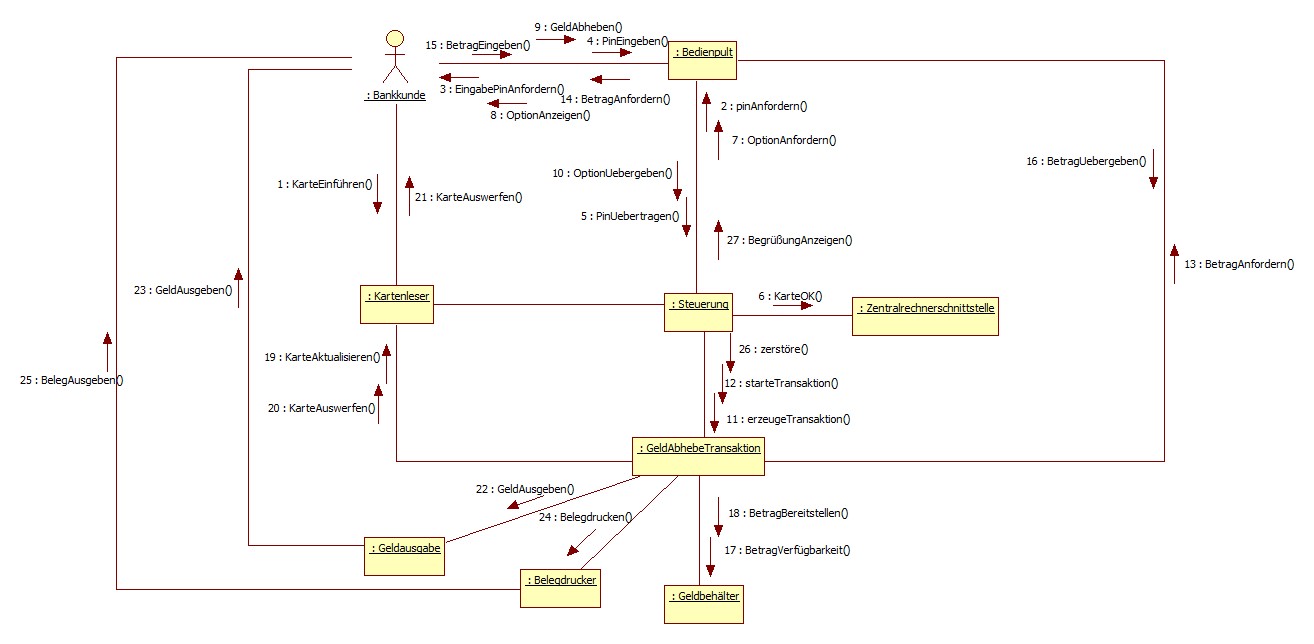 9 : GeldAbheben()
15 : BetragEingeben()
4 : PinEingeben()
: Bedienpult
3 : EingabePinAnfordern()
: Bankkunde
14 : BetragAnfordern()
8 : OptionAnzeigen()
2 : pinAnfordern()
7 : OptionAnfordern()
16 : BetragUebergeben()
10 : OptionUebergeben()
1 : KarteEinführen()
21 : KarteAuswerfen()
5 : PinUebertragen()
27 : BegrüßungAnzeigen()
13 : BetragAnfordern()
23 : GeldAusgeben()
: Kartenleser
: Steuerung
6 : KarteOK()
: Zentralrechnerschnittstelle
26 : zerstöre()
19 : KarteAktualisieren()
25 : BelegAusgeben()
12 : starteTransaktion()
20 : KarteAuswerfen()
11 : erzeugeTransaktion()
: GeldAbhebeTransaktion
22 : GeldAusgeben()
24 : Belegdrucken()
18 : BetragBereitstellen()
: Geldausgabe
17 : BetragVerfügbarkeit()
: Belegdrucker
: Geldbehälter